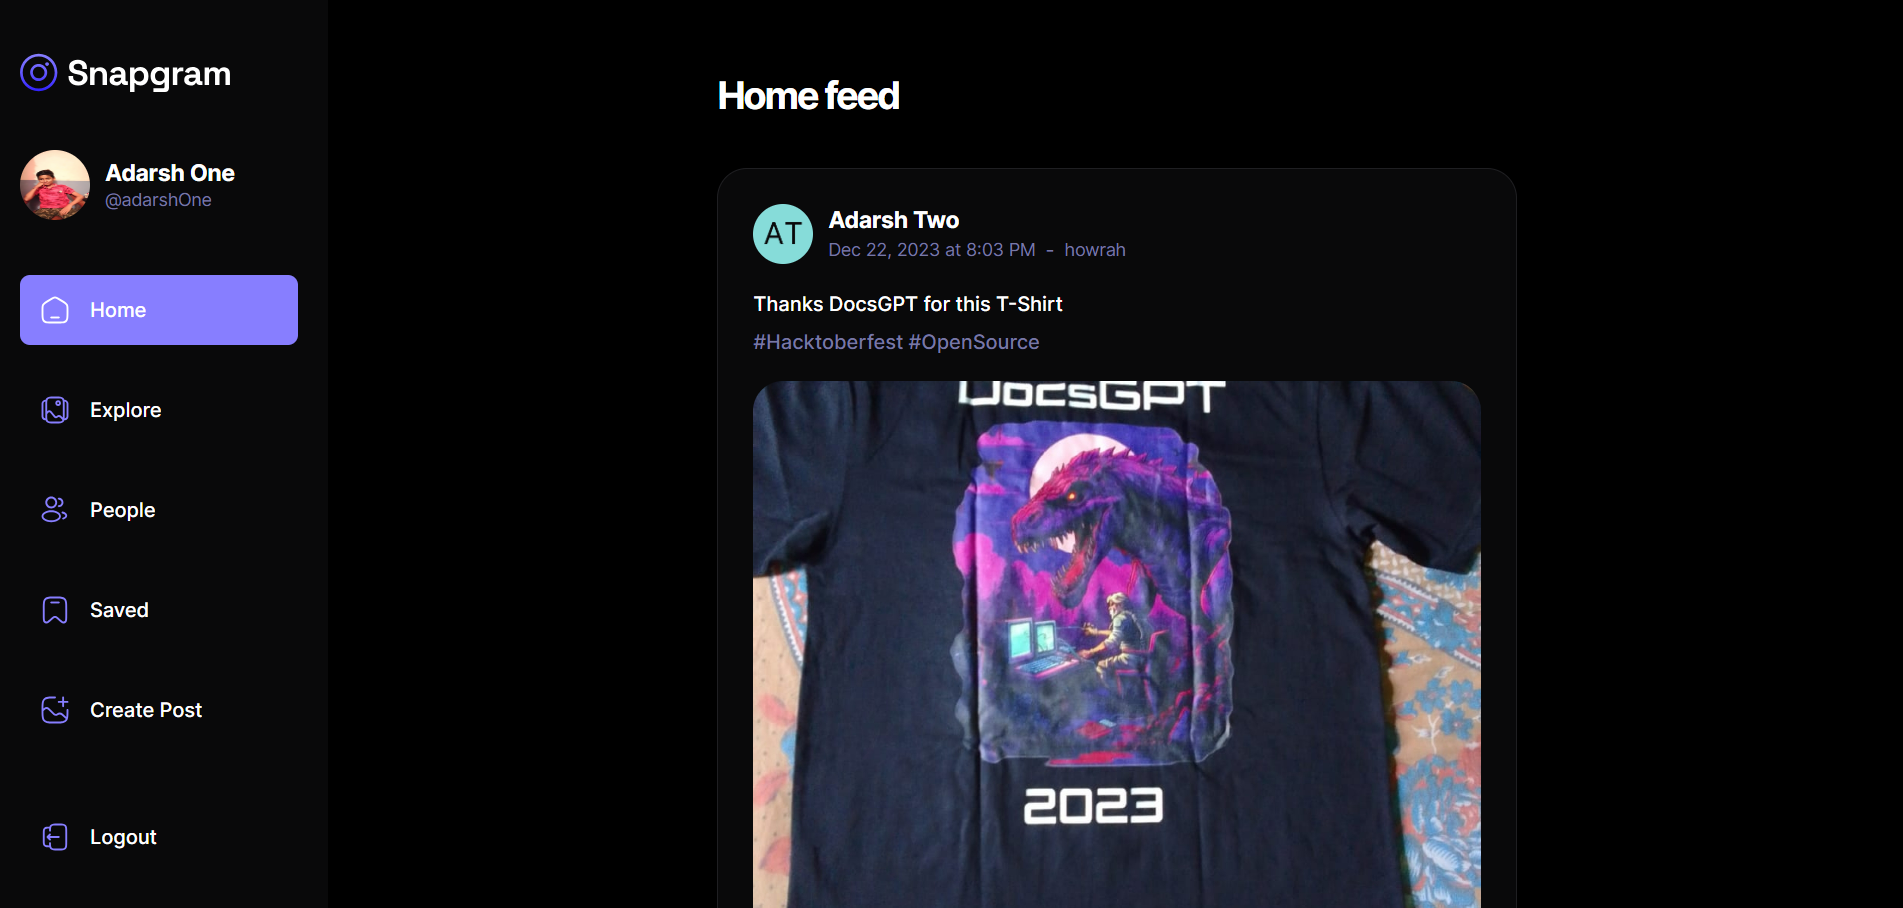 Snapgram
Adarsh One
@adarshOne
Home
Explore
People
Saved
Create Post
Logout
Home feed
AT
Adarsh Two
Dec 22, 2023 at 8:03 PM - howrah
Thanks DocsGPT for this T-Shirt
#Hacktoberfest #OpenSource
DocsGPT
2023